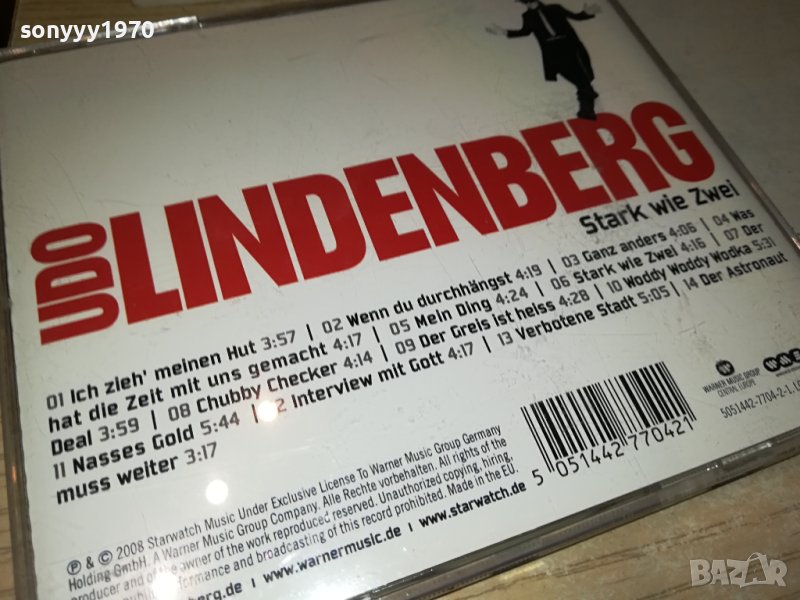 sonyyy1970
UDO LINDENBERG
Stark wie Zwei
01 Ich zieh' meinen Hut 3:57 | 02 Wenn du durchhängst 4:19 | 03 Ganz anders 4:06 | 04 Was
hat die Zeit mit uns gemacht 4:17 | 05 Mein Ding 4:24 | 06 Stark wie Zwei 4:16 | 07 Der
Deal 3:59 | 08 Chubby Checker 4:14 | 09 Der Greis ist heiss 4:28 | 10 Woddy Woddy Wodka 5:31
11 Nasses Gold 5:44 | 12 Interview mit Gott 4:17 | 13 Verbotene Stadt 5:05 | 14 Der Astronaut
muss weiter 3:17
WARNER MUSIC GROUP
CENTRAL EUROPE
5051442-7704-2-1
5 051442 770421
℗ & © 2008 Starwatch Music Under Exclusive License To Warner Music Group Germany
Holding GmbH. A Warner Music Group Company. Alle Rechte vorbehalten. All rights of the
producer and of the owner of the work reproduced reserved. Unauthorized copying, hiring,
performance and broadcasting of this record prohibited. Made in the EU.
berg.de | www.warnermusic.de | www.starwatch.de
BAZAR